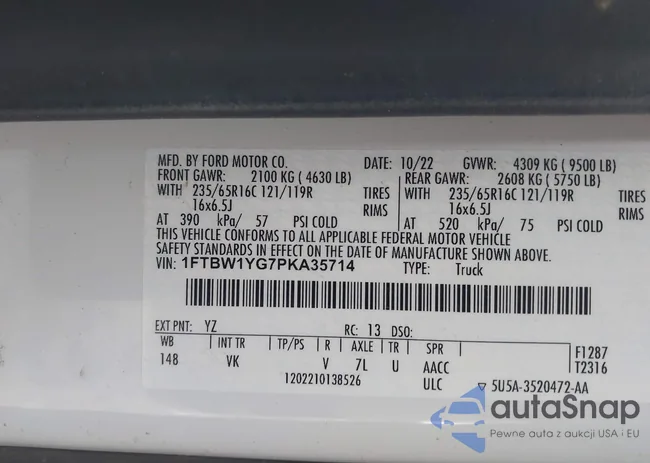 MFD. BY FORD MOTOR CO. DATE: 10/22 GVWR: 4309 KG ( 9500 LB)
FRONT GAWR: 2100 KG ( 4630 LB) REAR GAWR: 2608 KG ( 5750 LB)
WITH 235/65R16C 121/119R TIRES WITH 235/65R16C 121/119R TIRES
16x6.5J RIMS 16x6.5J RIMS
AT 390 kPa/ 57 PSI COLD AT 520 kPa/ 75 PSI COLD
THIS VEHICLE CONFORMS TO ALL APPLICABLE FEDERAL MOTOR VEHICLE
SAFETY STANDARDS IN EFFECT ON THE DATE OF MANUFACTURE SHOWN ABOVE.
VIN: 1FTBW1YG7PKA35714 TYPE: Truck
EXT PNT: YZ RC: 13 DSO:
WB INT TR TP/PS R AXLE TR SPR F1287
148 VK V 7L U AACC T2316
1202210138526 ULC ▽ 5U5A-3520472-AA
autaSnap
Pewne auta z aukcji USA i EU